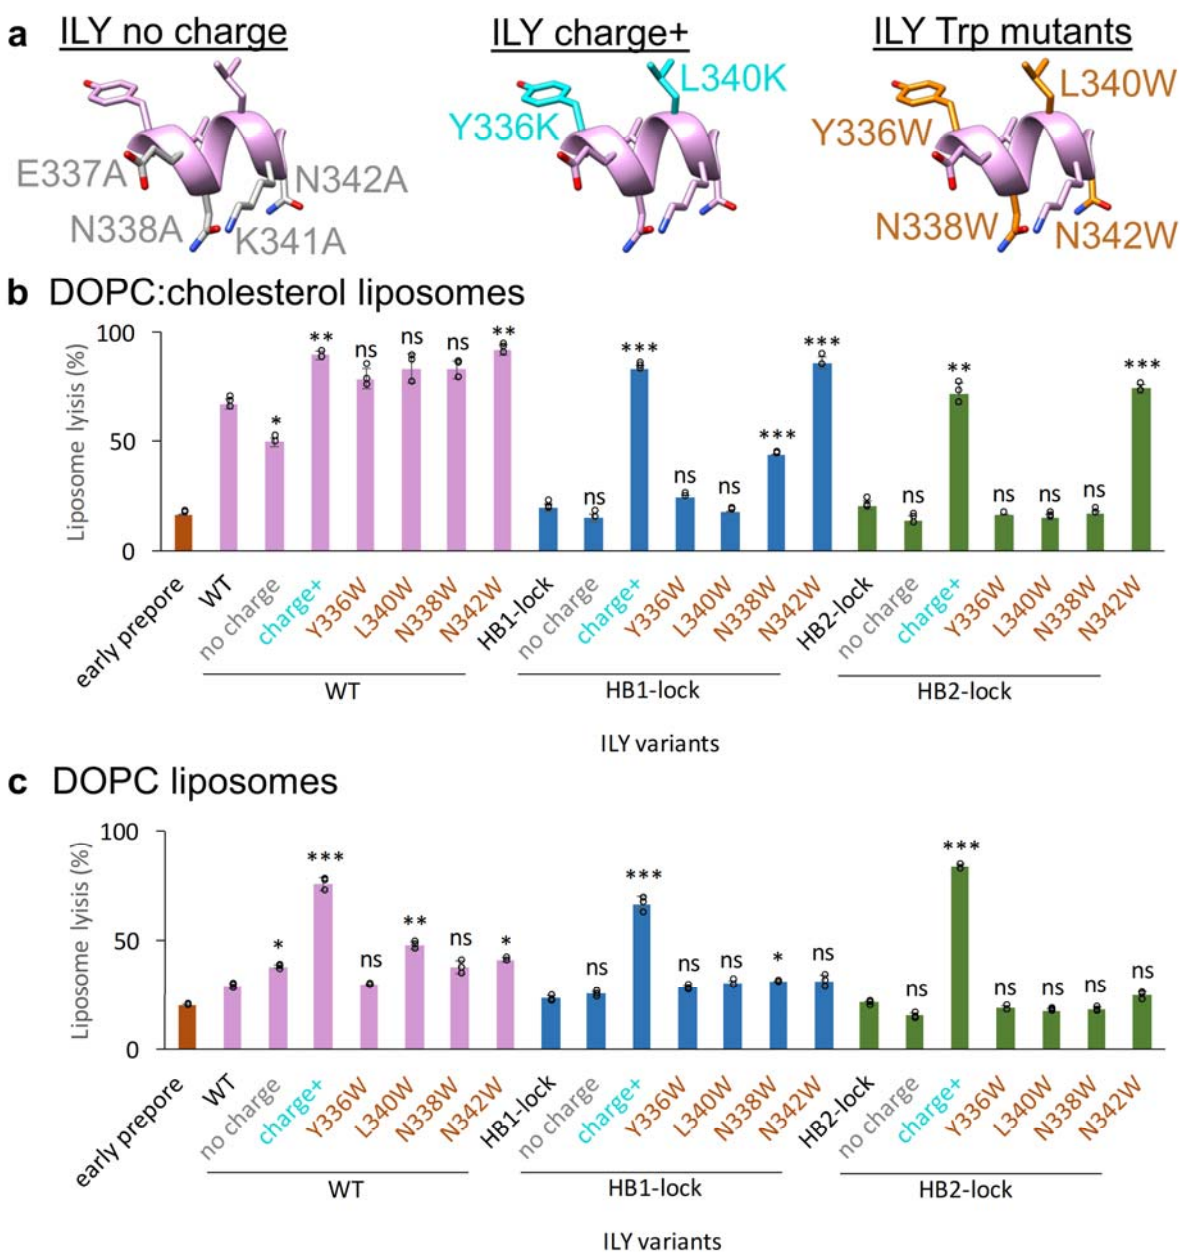 a ILY no charge ILY charge+ ILY Trp mutants
L340K L340W
Y336K Y336W
E337A N342A
N338A K341A N338W N342W
b DOPC:cholesterol liposomes
Liposome lyisis (%)
100
50
0
* ** ns ns ns ** ns *** ns ns *** *** ns ** ns ns ns ***
early prepore WT no charge charge+ Y336W L340W N338W N342W HB1-lock no charge charge+ Y336W L340W N338W N342W HB2-lock no charge charge+ Y336W L340W N338W N342W
WT HB1-lock HB2-lock
ILY variants
c DOPC liposomes
Liposome lyisis (%)
100
50
0
* *** ns ** ns * ns *** ns ns * ns ns *** ns ns ns ns
early prepore WT no charge charge+ Y336W L340W N338W N342W HB1-lock no charge charge+ Y336W L340W N338W N342W HB2-lock no charge charge+ Y336W L340W N338W N342W
WT HB1-lock HB2-lock
ILY variants